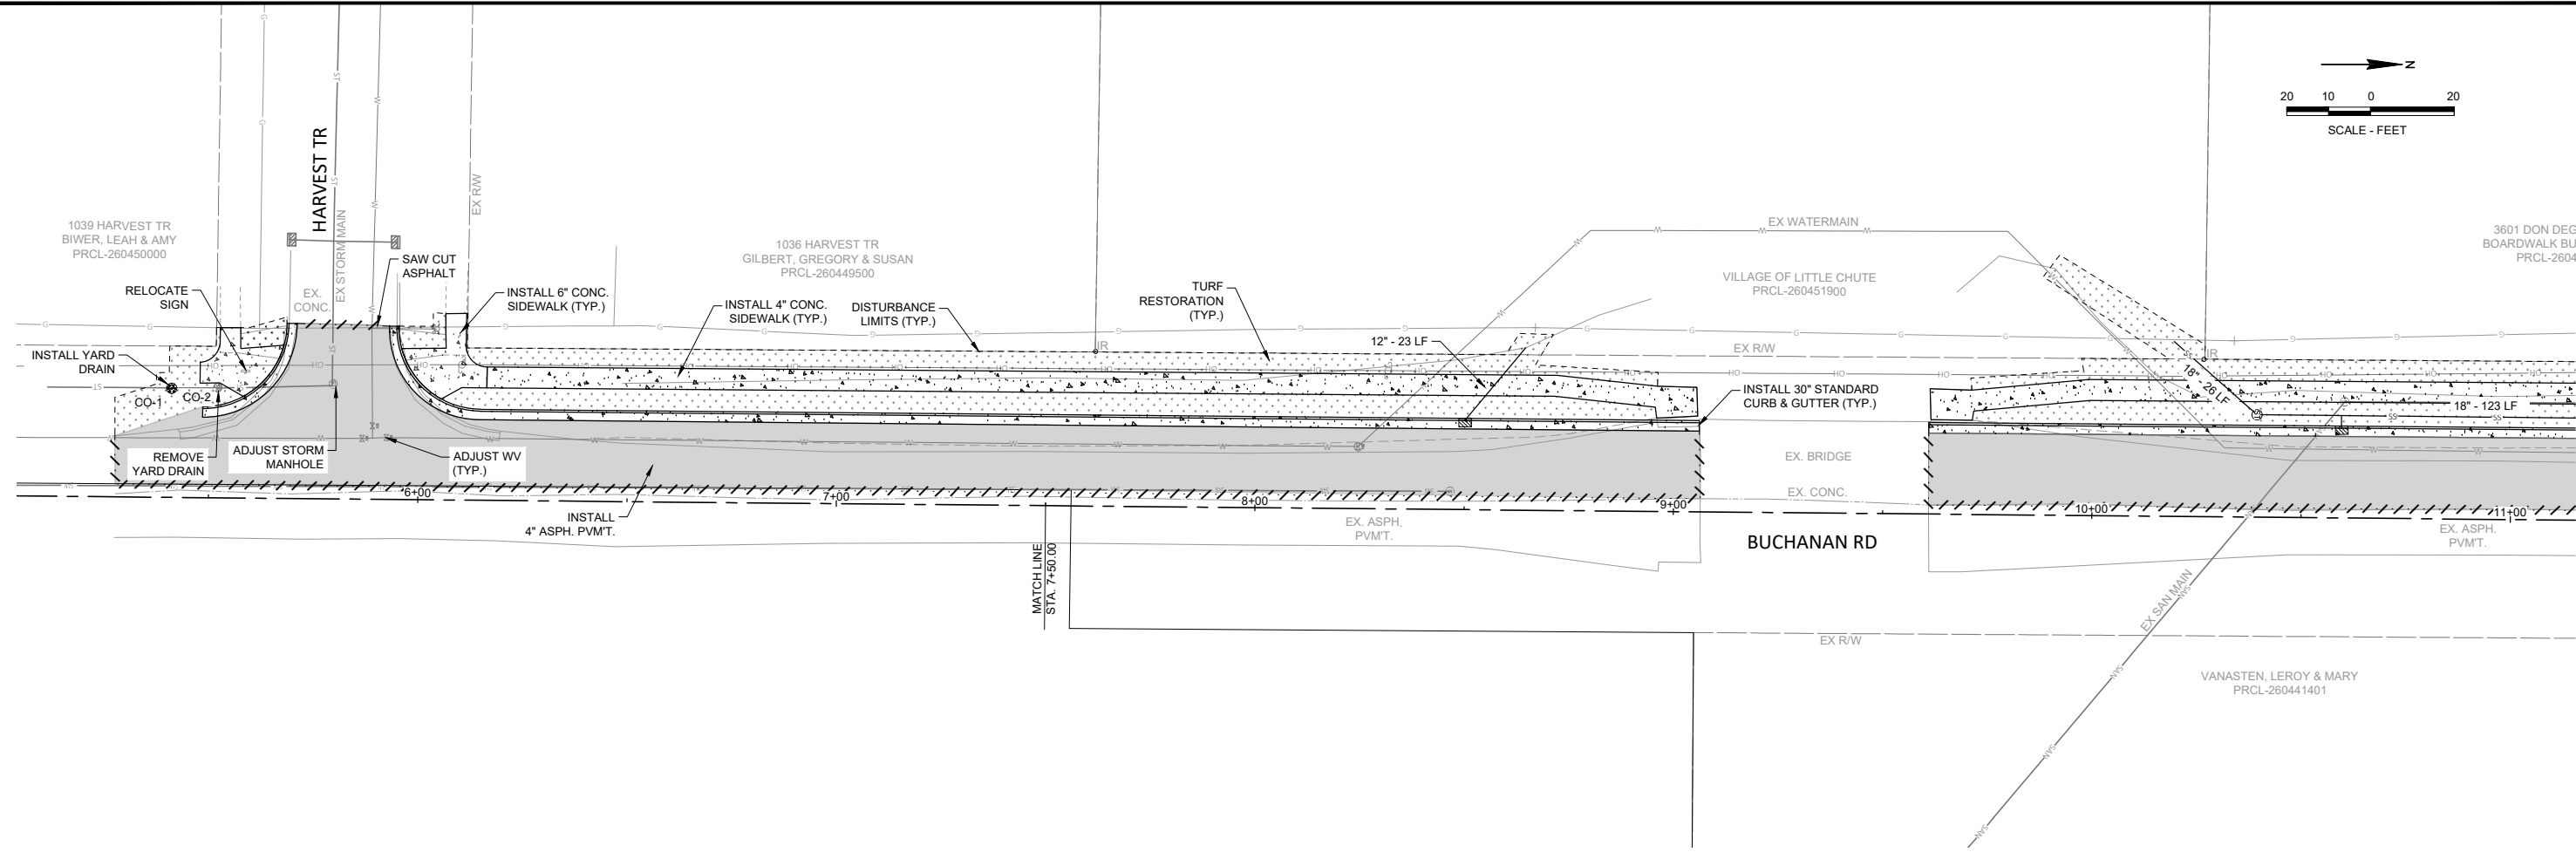 N
20 10 0 20
SCALE - FEET
HARVEST TR
EX STORM MAIN
EX R/W
1039 HARVEST TR
BIWER, LEAH & AMY
PRCL-260450000
RELOCATE
SIGN
EX.
CONC.
SAW CUT
ASPHALT
INSTALL 6" CONC.
SIDEWALK (TYP.)
1036 HARVEST TR
GILBERT, GREGORY & SUSAN
PRCL-260449500
INSTALL 4" CONC.
SIDEWALK (TYP.)
DISTURBANCE
LIMITS (TYP.)
TURF
RESTORATION
(TYP.)
EX WATERMAIN
VILLAGE OF LITTLE CHUTE
PRCL-260451900
3601 DON DEG
BOARDWALK BU
PRCL-2604
INSTALL YARD
DRAIN
CO-1
CO-2
IR
12" - 23 LF
EX R/W
IR
18" - 26 LF
18" - 123 LF
INSTALL 30" STANDARD
CURB & GUTTER (TYP.)
REMOVE
YARD DRAIN
ADJUST STORM
MANHOLE
ADJUST WV
(TYP.)
EX. BRIDGE
EX. CONC.
6+00
7+00
8+00
9+00
10+00
11+00
INSTALL
4" ASPH. PVM'T.
MATCH LINE
STA. 7+50.00
EX. ASPH.
PVM'T.
BUCHANAN RD
EX. ASPH.
PVM'T.
EX SAN MAIN
EX R/W
VANASTEN, LEROY & MARY
PRCL-260441401